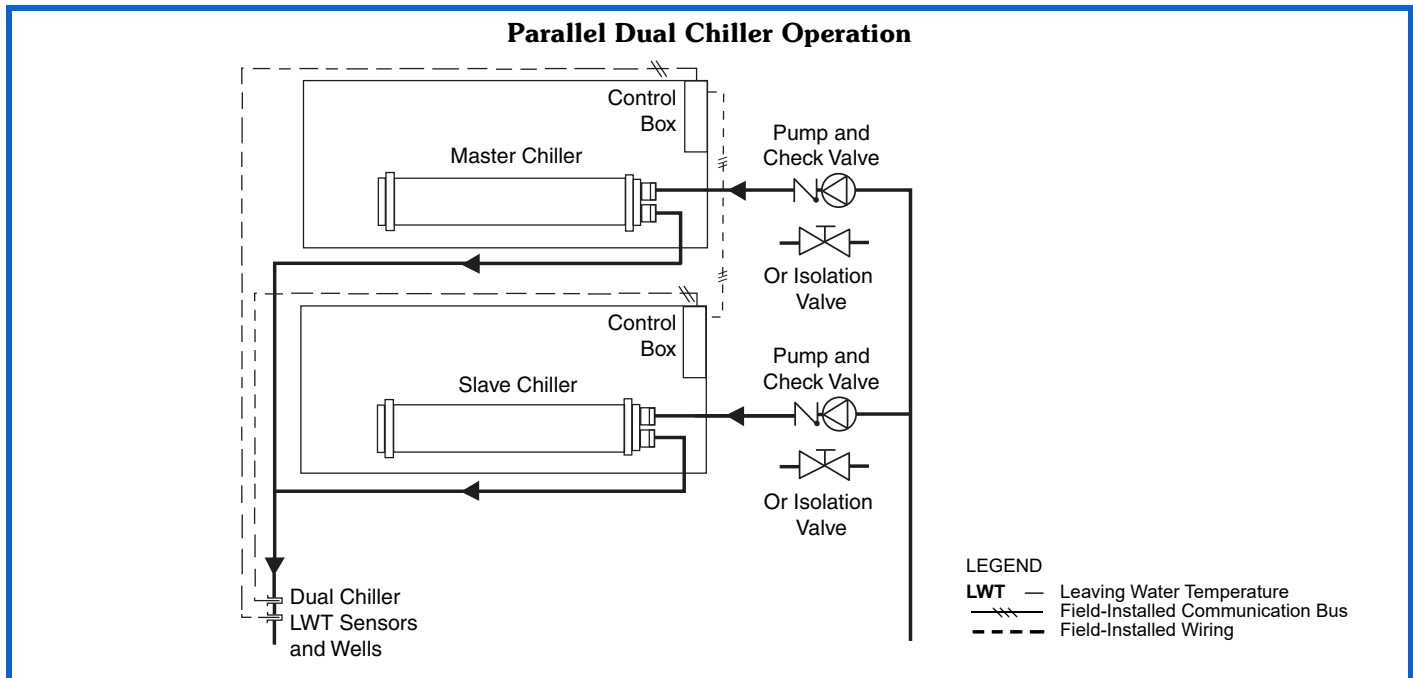 Parallel Dual Chiller Operation
Control
Box
Master Chiller
Pump and
Check Valve
Or Isolation
Valve
Control
Box
Slave Chiller
Pump and
Check Valve
Or Isolation
Valve
Dual Chiller
LWT Sensors
and Wells
LEGEND
LWT — Leaving Water Temperature
Field-Installed Communication Bus
Field-Installed Wiring